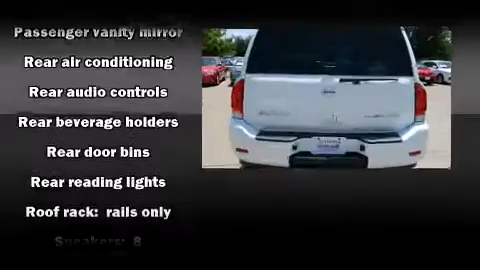 Passenger vanity mirror
Rear air conditioning
Rear audio controls
Rear beverage holders
Rear door bins
Rear reading lights
Roof rack:  rails only
Speakers:  8